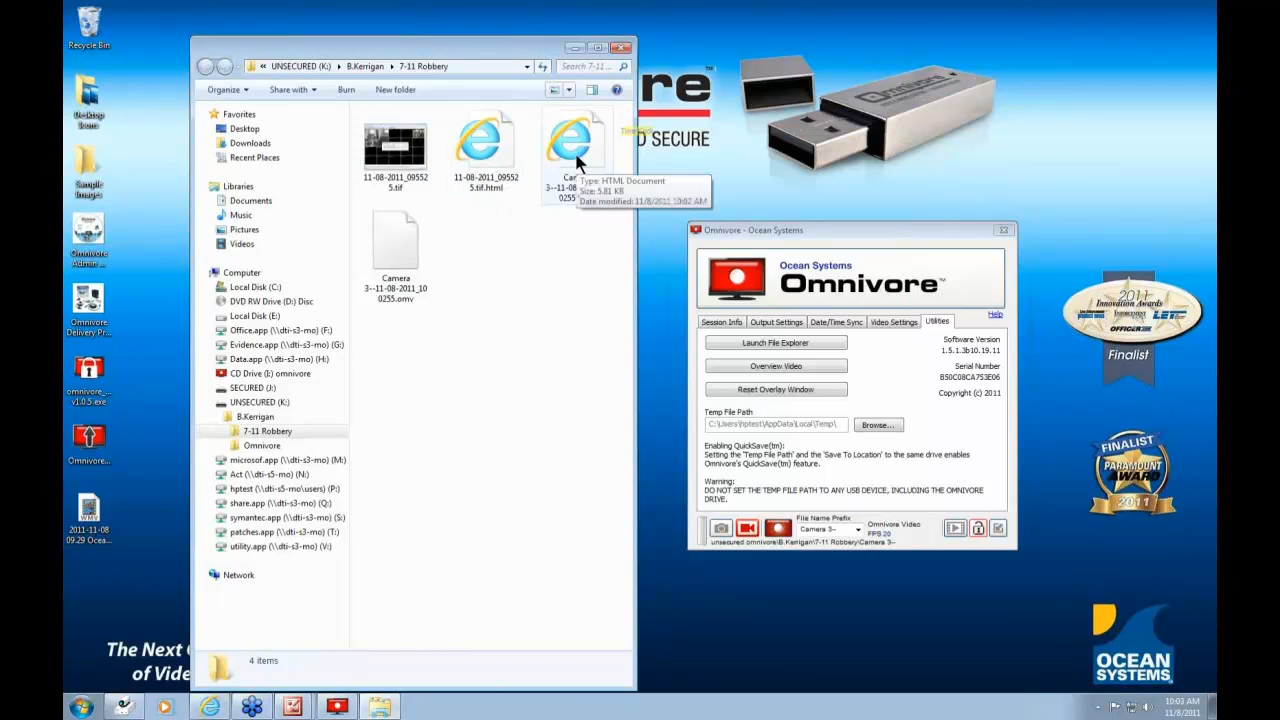 Recycle Bin
Desktop
Icons
Sample
Images
Omnivore
Admin ...
Omnivore
Delivery Pr...
omnivore_...
v1.0.5.exe
Omnivore...
2011-11-08
09.29 Ocea...
« UNSECURED (K:) ▸ B.Kerrigan ▸ 7-11 Robbery
Search 7-11 ...
Organize
Share with
Burn
New folder
Favorites
Desktop
Downloads
Recent Places
Libraries
Documents
Music
Pictures
Videos
Computer
Local Disk (C:)
DVD RW Drive (D:) Disc
Local Disk (E:)
Office.app (\\dti-s3-mo) (F:)
Evidence.app (\\dti-s3-mo) (G:)
Data.app (\\dti-s3-mo) (H:)
CD Drive (I:) omnivore
SECURED (J:)
UNSECURED (K:)
B.Kerrigan
7-11 Robbery
Omnivore
microsof.app (\\dti-s3-mo) (M:)
Act (\\dti-s5-mo) (N:)
hptest (\\dti-s5-mo\users) (P:)
share.app (\\dti-s3-mo) (Q:)
symantec.app (\\dti-s3-mo) (S:)
patches.app (\\dti-s3-mo) (T:)
utility.app (\\dti-s3-mo) (V:)
Network
11-08-2011_09552
5.tif
11-08-2011_09552
5.tif.html
Type: HTML Document
Size: 5.81 KB
Date modified: 11/8/2011 10:02 AM
Camera
3--11-08-2011_10
0255.omv
4 items
re™
D SECURE
Omnivore
Omnivore - Ocean Systems
Ocean Systems
Omnivore™
Session Info
Output Settings
Date/Time Sync
Video Settings
Utilities
Help
Launch File Explorer
Overview Video
Reset Overlay Window
Software Version
1.5.1.3b10.19.11
Serial Number
B50C08CA753E06
Copyright (c) 2011
Temp File Path
C:\Users\hptest\AppData\Local\Temp\
Browse...
Enabling QuickSave(tm):
Setting the 'Temp File Path' and the 'Save To Location' to the same drive enables
Omnivore's QuickSave(tm) feature.
Warning:
DO NOT SET THE TEMP FILE PATH TO ANY USB DEVICE, INCLUDING THE OMNIVORE
DRIVE.
File Name Prefix
Camera 3--
Omnivore Video
FPS 20
unsecured omnivore\B.Kerrigan\7-11 Robbery\Camera 3--
2011
Innovation Awards
ENFORCEMENT
LET
OFFICER
Finalist
FINALIST
PARAMOUNT
AWARD
2011
OCEAN
SYSTEMS
The Next
of Vide
10:03 AM
11/8/2011